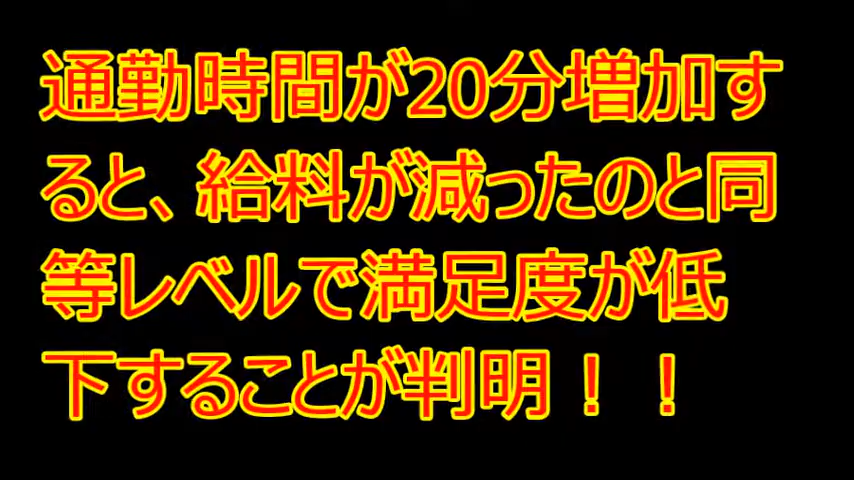 通勤時間が20分増加す
ると、給料が減ったのと同
等レベルで満足度が低
下することが判明！！